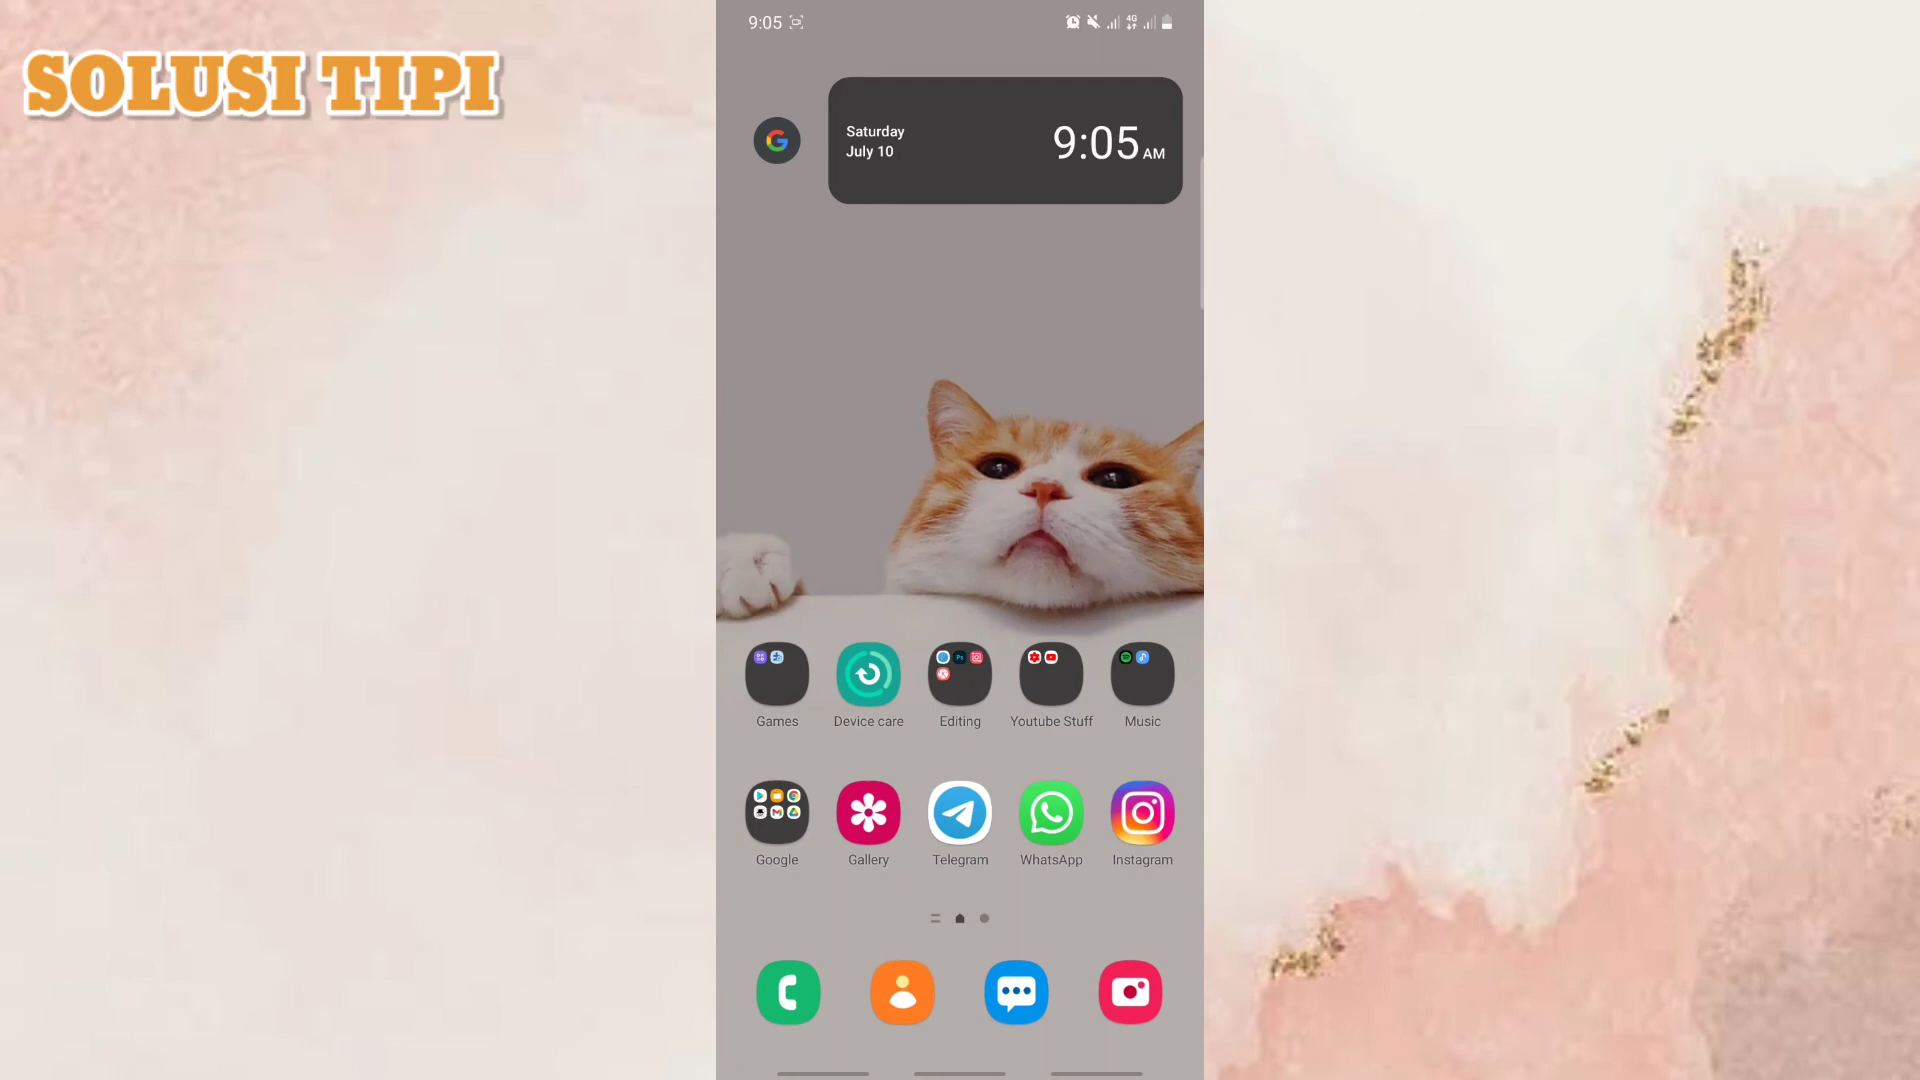 SOLUSI TIPI
9:05
4G
Saturday
July 10
9:05 AM
Games
Device care
Editing
Youtube Stuff
Music
Google
Gallery
Telegram
WhatsApp
Instagram